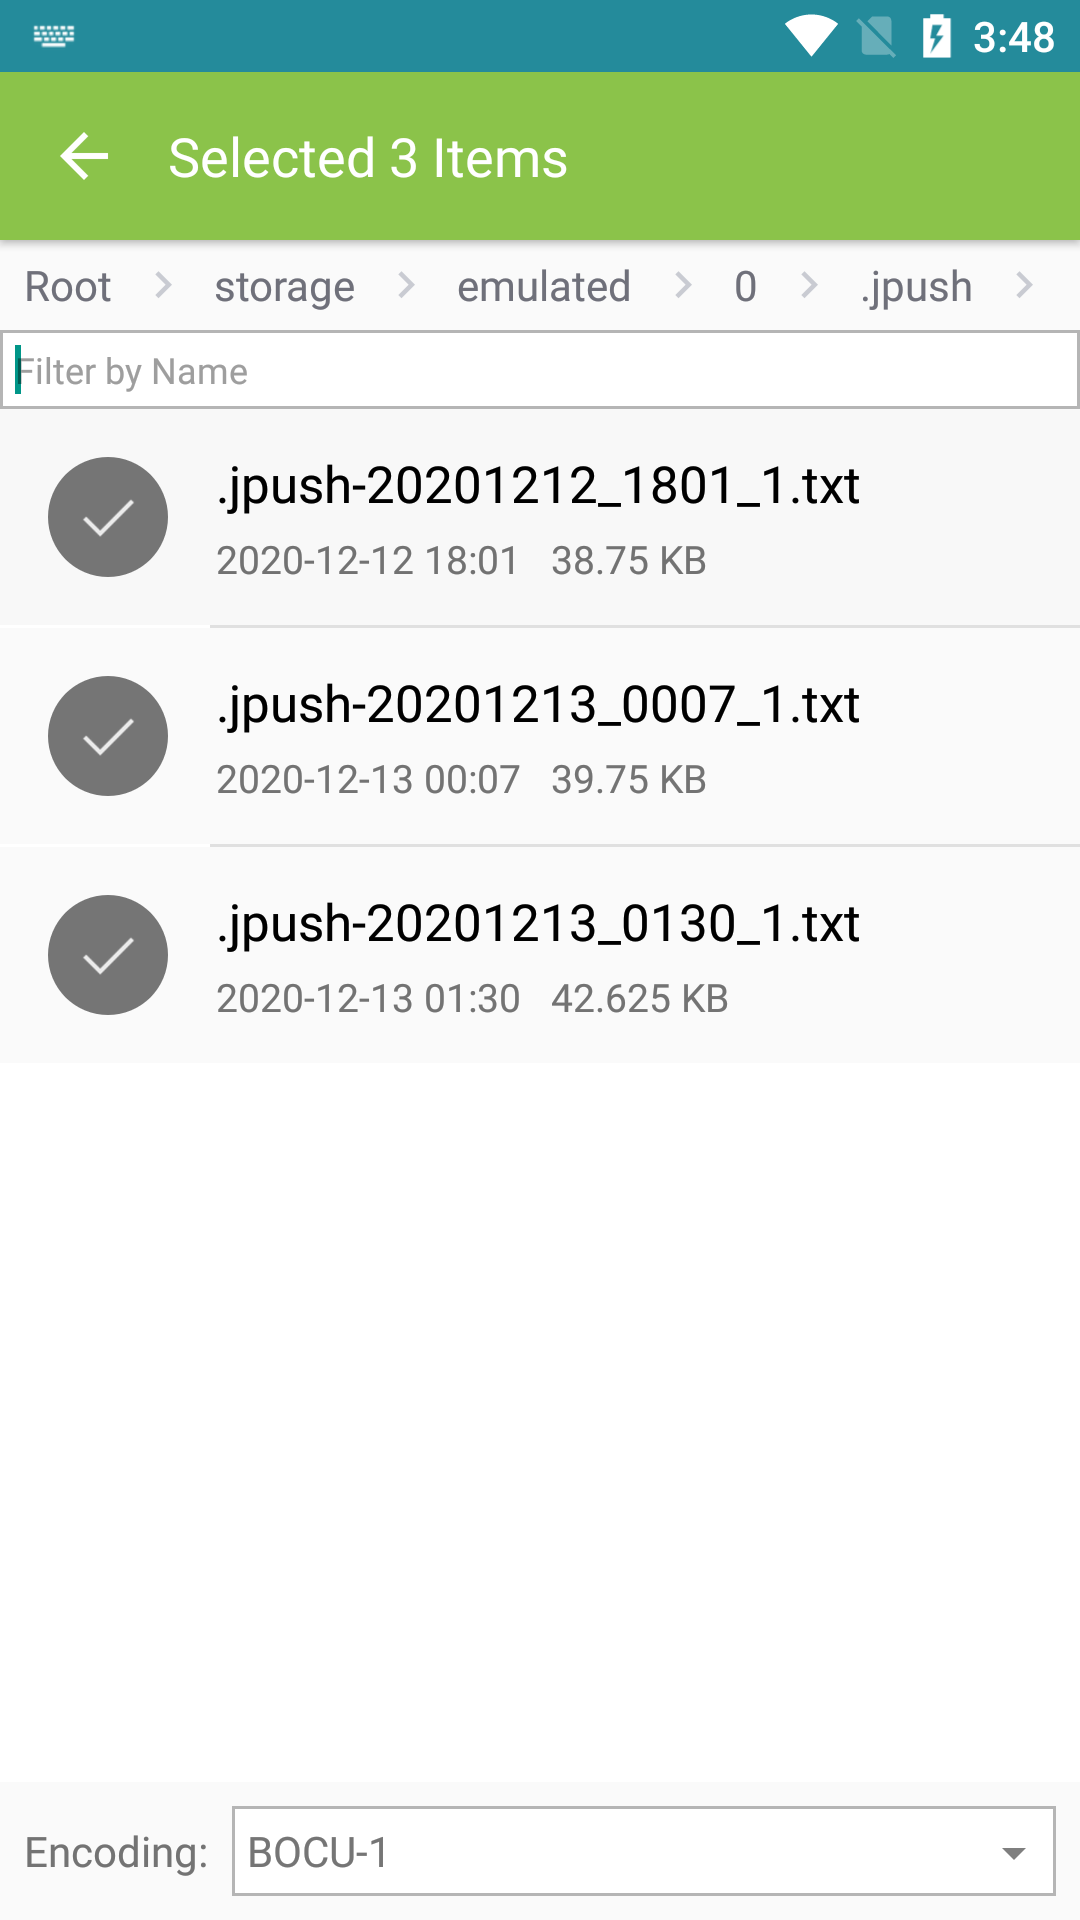 3:48
Selected 3 Items
Root storage emulated 0 .jpush
Filter by Name
.jpush-20201212_1801_1.txt
2020-12-12 18:01 38.75 KB
.jpush-20201213_0007_1.txt
2020-12-13 00:07 39.75 KB
.jpush-20201213_0130_1.txt
2020-12-13 01:30 42.625 KB
Encoding: BOCU-1